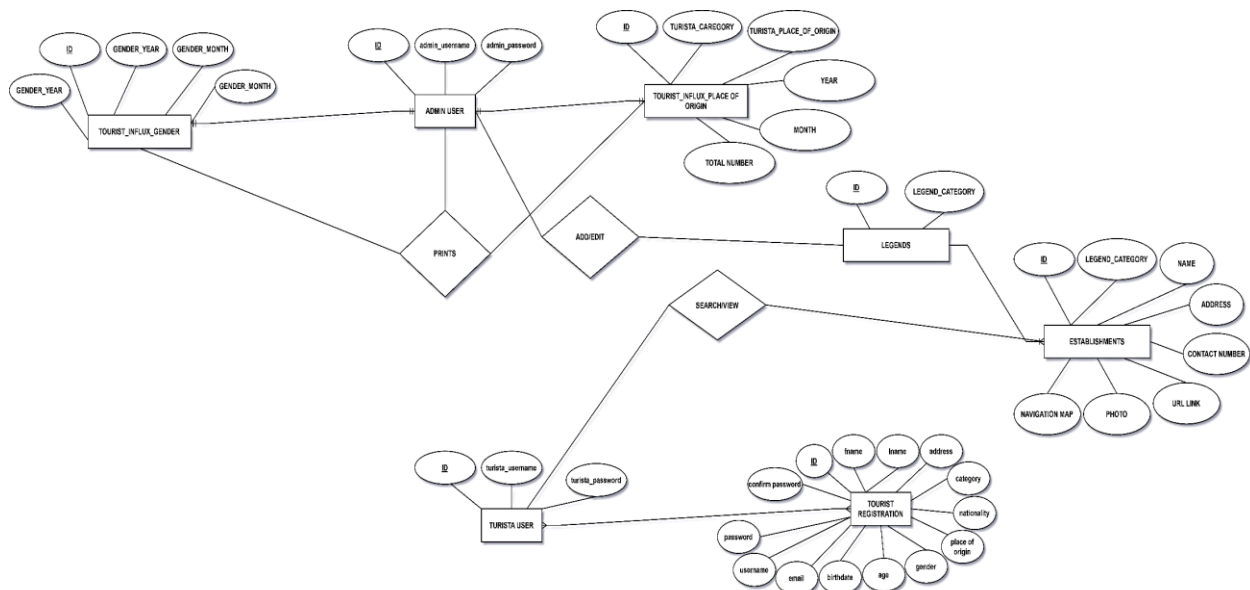 ID
GENDER_YEAR
GENDER_MONTH
GENDER_YEAR
GENDER_MONTH
TOURIST_INFLUX_GENDER
ID
admin_username
admin_password
ADMIN USER
ID
TURISTA_CAREGORY
TURISTA_PLACE_OF_ORIGIN
YEAR
TOURIST_INFLUX_PLACE OF
ORIGIN
MONTH
TOTAL NUMBER
PRINTS
ADD/EDIT
ID
LEGEND_CATEGORY
LEGENDS
SEARCH/VIEW
ID
LEGEND_CATEGORY
NAME
ADDRESS
ESTABLISHMENTS
CONTACT NUMBER
NAVIGATION MAP
PHOTO
URL LINK
ID
turista_username
turista_password
TURISTA USER
ID
fname
lname
address
confirm password
category
TOURIST
REGISTRATION
nationality
password
place of
origin
username
email
birthdate
age
gender